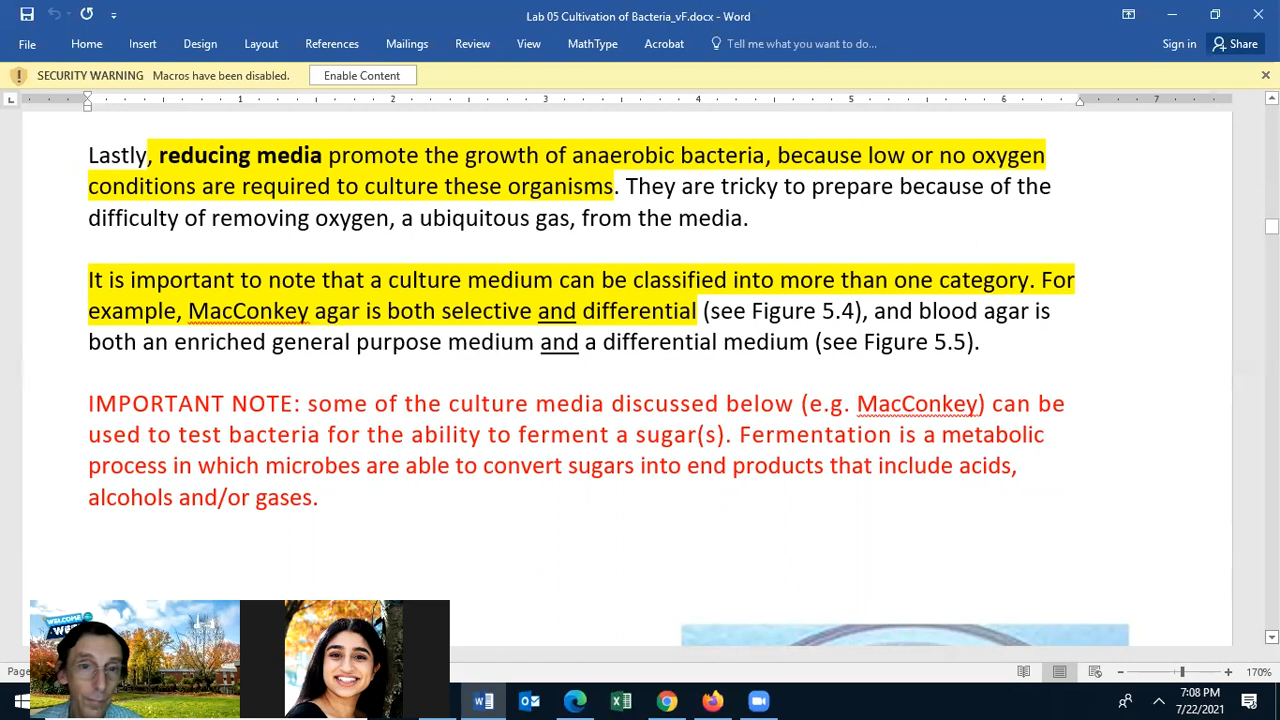 Lab 05 Cultivation of Bacteria_vF.docx - Word
File Home Insert Design Layout References Mailings Review View MathType Acrobat Tell me what you want to do... Sign in Share
SECURITY WARNING Macros have been disabled. Enable Content
1 2 3 4 5 6 7
Lastly, reducing media promote the growth of anaerobic bacteria, because low or no oxygen
conditions are required to culture these organisms. They are tricky to prepare because of the
difficulty of removing oxygen, a ubiquitous gas, from the media.
It is important to note that a culture medium can be classified into more than one category. For
example, MacConkey agar is both selective and differential (see Figure 5.4), and blood agar is
both an enriched general purpose medium and a differential medium (see Figure 5.5).
IMPORTANT NOTE: some of the culture media discussed below (e.g. MacConkey) can be
used to test bacteria for the ability to ferment a sugar(s). Fermentation is a metabolic
process in which microbes are able to convert sugars into end products that include acids,
alcohols and/or gases.
WELCOME
Page
170%
7:08 PM
7/22/2021